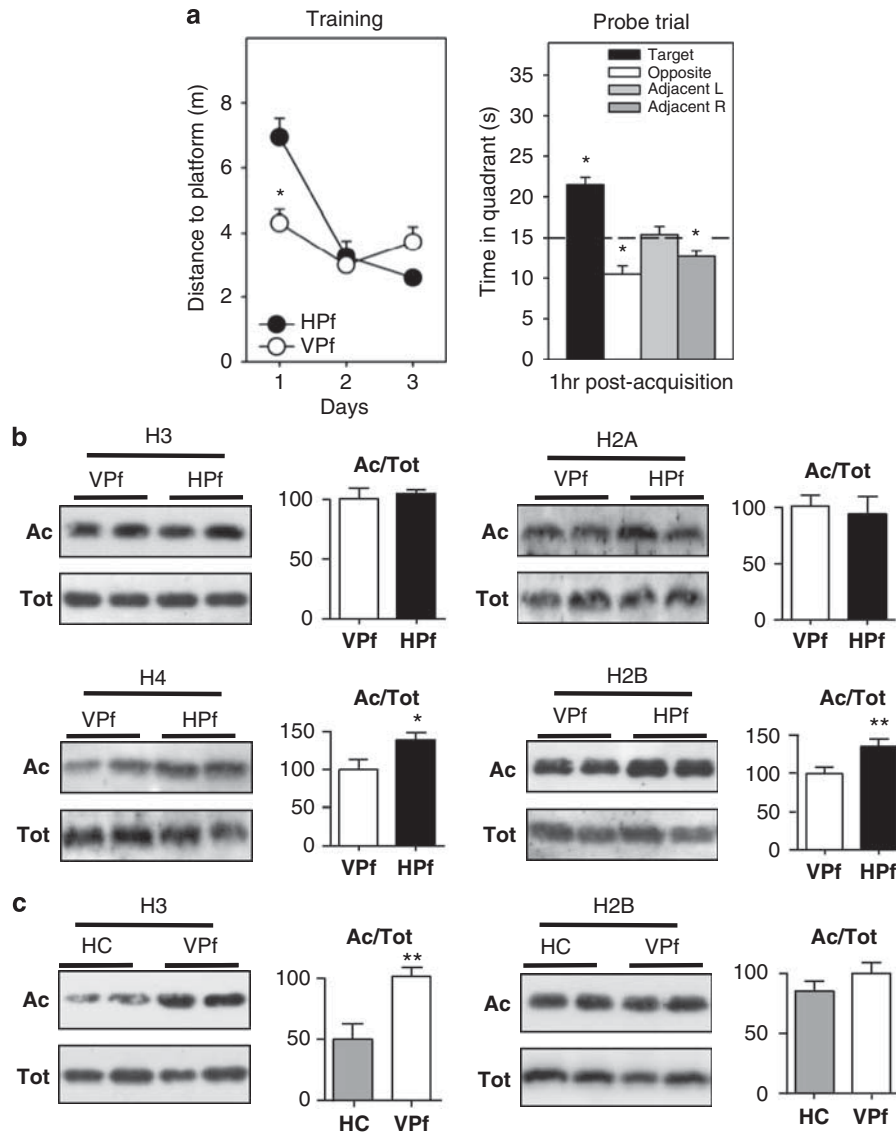 a
Training
Distance to platform (m)
8
6
4
2
0
*
HPf
VPf
1 2 3
Days
Probe trial
Target
Opposite
Adjacent L
Adjacent R
Time in quadrant (s)
35
30
25
20
15
10
5
0
* * *
1hr post-acquisition
b
H3
VPf HPf
Ac
Tot
Ac/Tot
100
50
0
VPf HPf
H2A
VPf HPf
Ac
Tot
Ac/Tot
100
50
0
VPf HPf
H4
VPf HPf
Ac
Tot
Ac/Tot
*
150
100
50
0
VPf HPf
H2B
VPf HPf
Ac
Tot
Ac/Tot
**
150
100
50
0
VPf HPf
c
H3
HC VPf
Ac
Tot
Ac/Tot
**
100
50
0
HC VPf
H2B
HC VPf
Ac
Tot
Ac/Tot
100
50
0
HC VPf